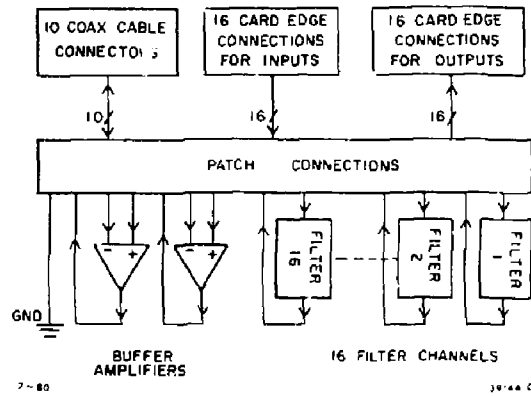 10 COAX CABLE
CONNECTORS
16 CARD EDGE
CONNECTIONS
FOR INPUTS
16 CARD EDGE
CONNECTIONS
FOR OUTPUTS
10
16
16
PATCH CONNECTIONS
- +
- +
FILTER
16
FILTER
2
FILTER
1
GND
BUFFER
AMPLIFIERS
16 FILTER CHANNELS
7-80